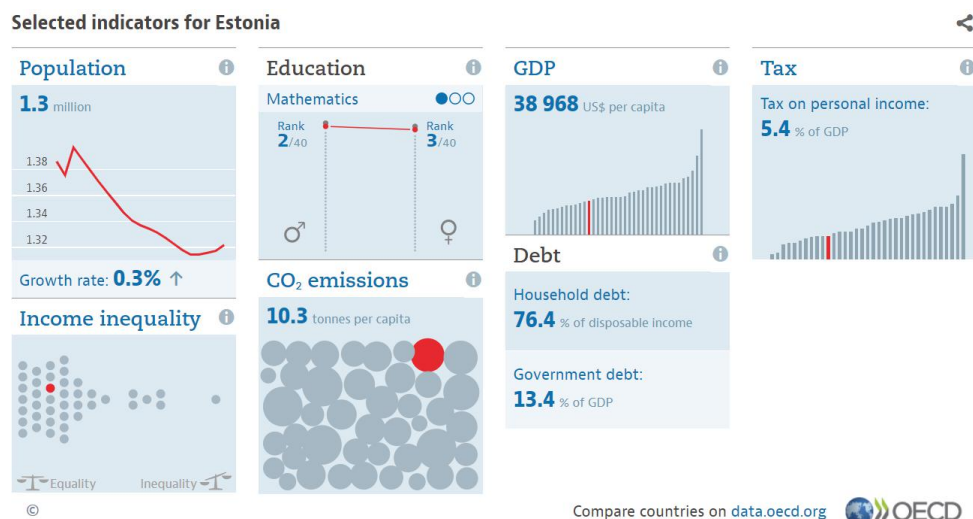 Selected indicators for Estonia
Population
1.3 million
1.38
1.36
1.34
1.32
Growth rate: 0.3% ↑
Income inequality
Equality
Inequality
Education
Mathematics
Rank
2/40
Rank
3/40
CO₂ emissions
10.3 tonnes per capita
GDP
38 968 US$ per capita
Debt
Household debt:
76.4 % of disposable income
Government debt:
13.4 % of GDP
Tax
Tax on personal income:
5.4 % of GDP
©
Compare countries on data.oecd.org
OECD